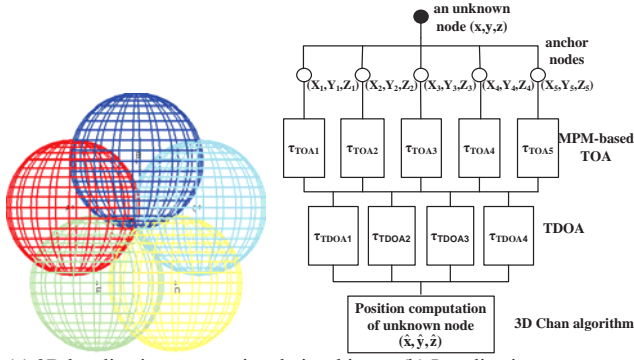 an unknown
node (x,y,z)
anchor
nodes
(X₁,Y₁,Z₁)
(X₂,Y₂,Z₂)
(X₃,Y₃,Z₃)
(X₄,Y₄,Z₄)
(X₅,Y₅,Z₅)
τTOA1
τTOA2
τTOA3
τTOA4
τTOA5
MPM-based
TOA
τTDOA1
τTDOA2
τTDOA3
τTDOA4
TDOA
Position computation
of unknown node
(x̂,ŷ,ẑ)
3D Chan algorithm